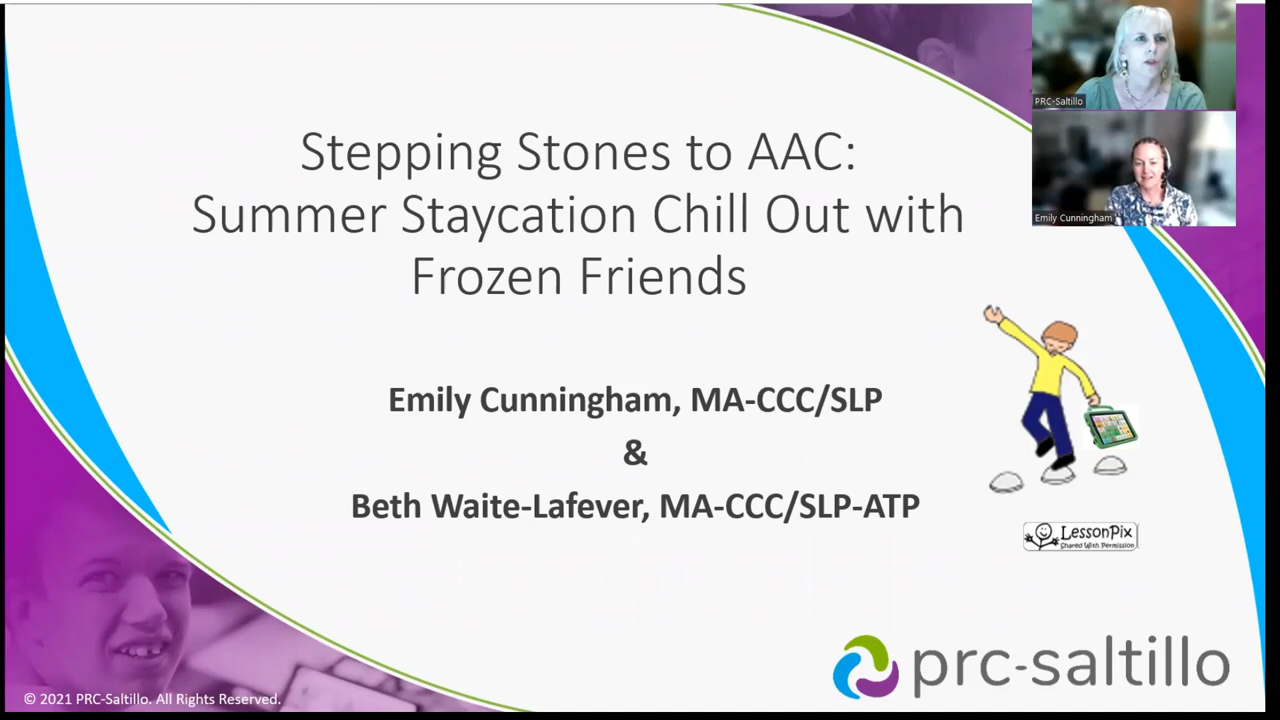 PRC-Saltillo
Emily Cunningham
Stepping Stones to AAC:
Summer Staycation Chill Out with
Frozen Friends
Emily Cunningham, MA-CCC/SLP
&
Beth Waite-Lafever, MA-CCC/SLP-ATP
LessonPix
Shared With Permission
prc-saltillo
© 2021 PRC-Saltillo. All Rights Reserved.